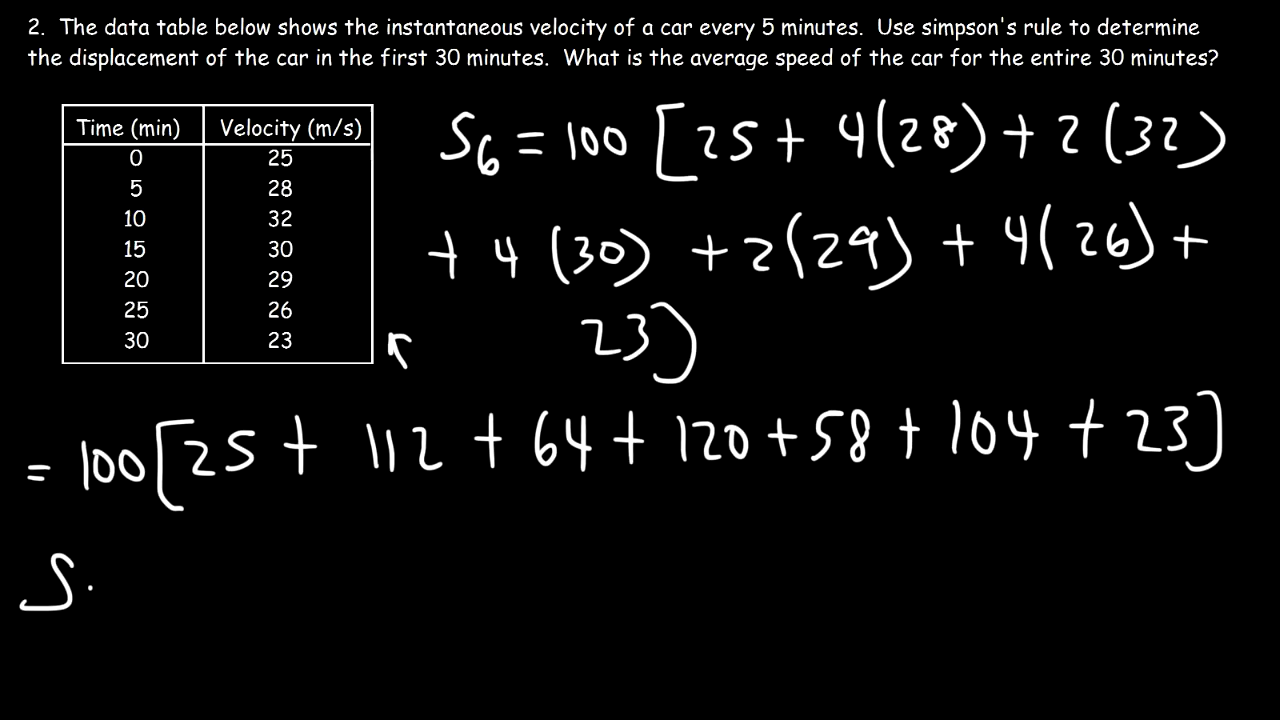 2. The data table below shows the instantaneous velocity of a car every 5 minutes. Use simpson's rule to determine
the displacement of the car in the first 30 minutes. What is the average speed of the car for the entire 30 minutes?
Time (min) Velocity (m/s)
0 25
5 28
10 32
15 30
20 29
25 26
30 23
S6 = 100 [25 + 4(28) + 2(32)
+ 4(30) + 2(29) + 4(26) +
23)
= 100[25 + 112 + 64 + 120 + 58 + 104 + 23]
S